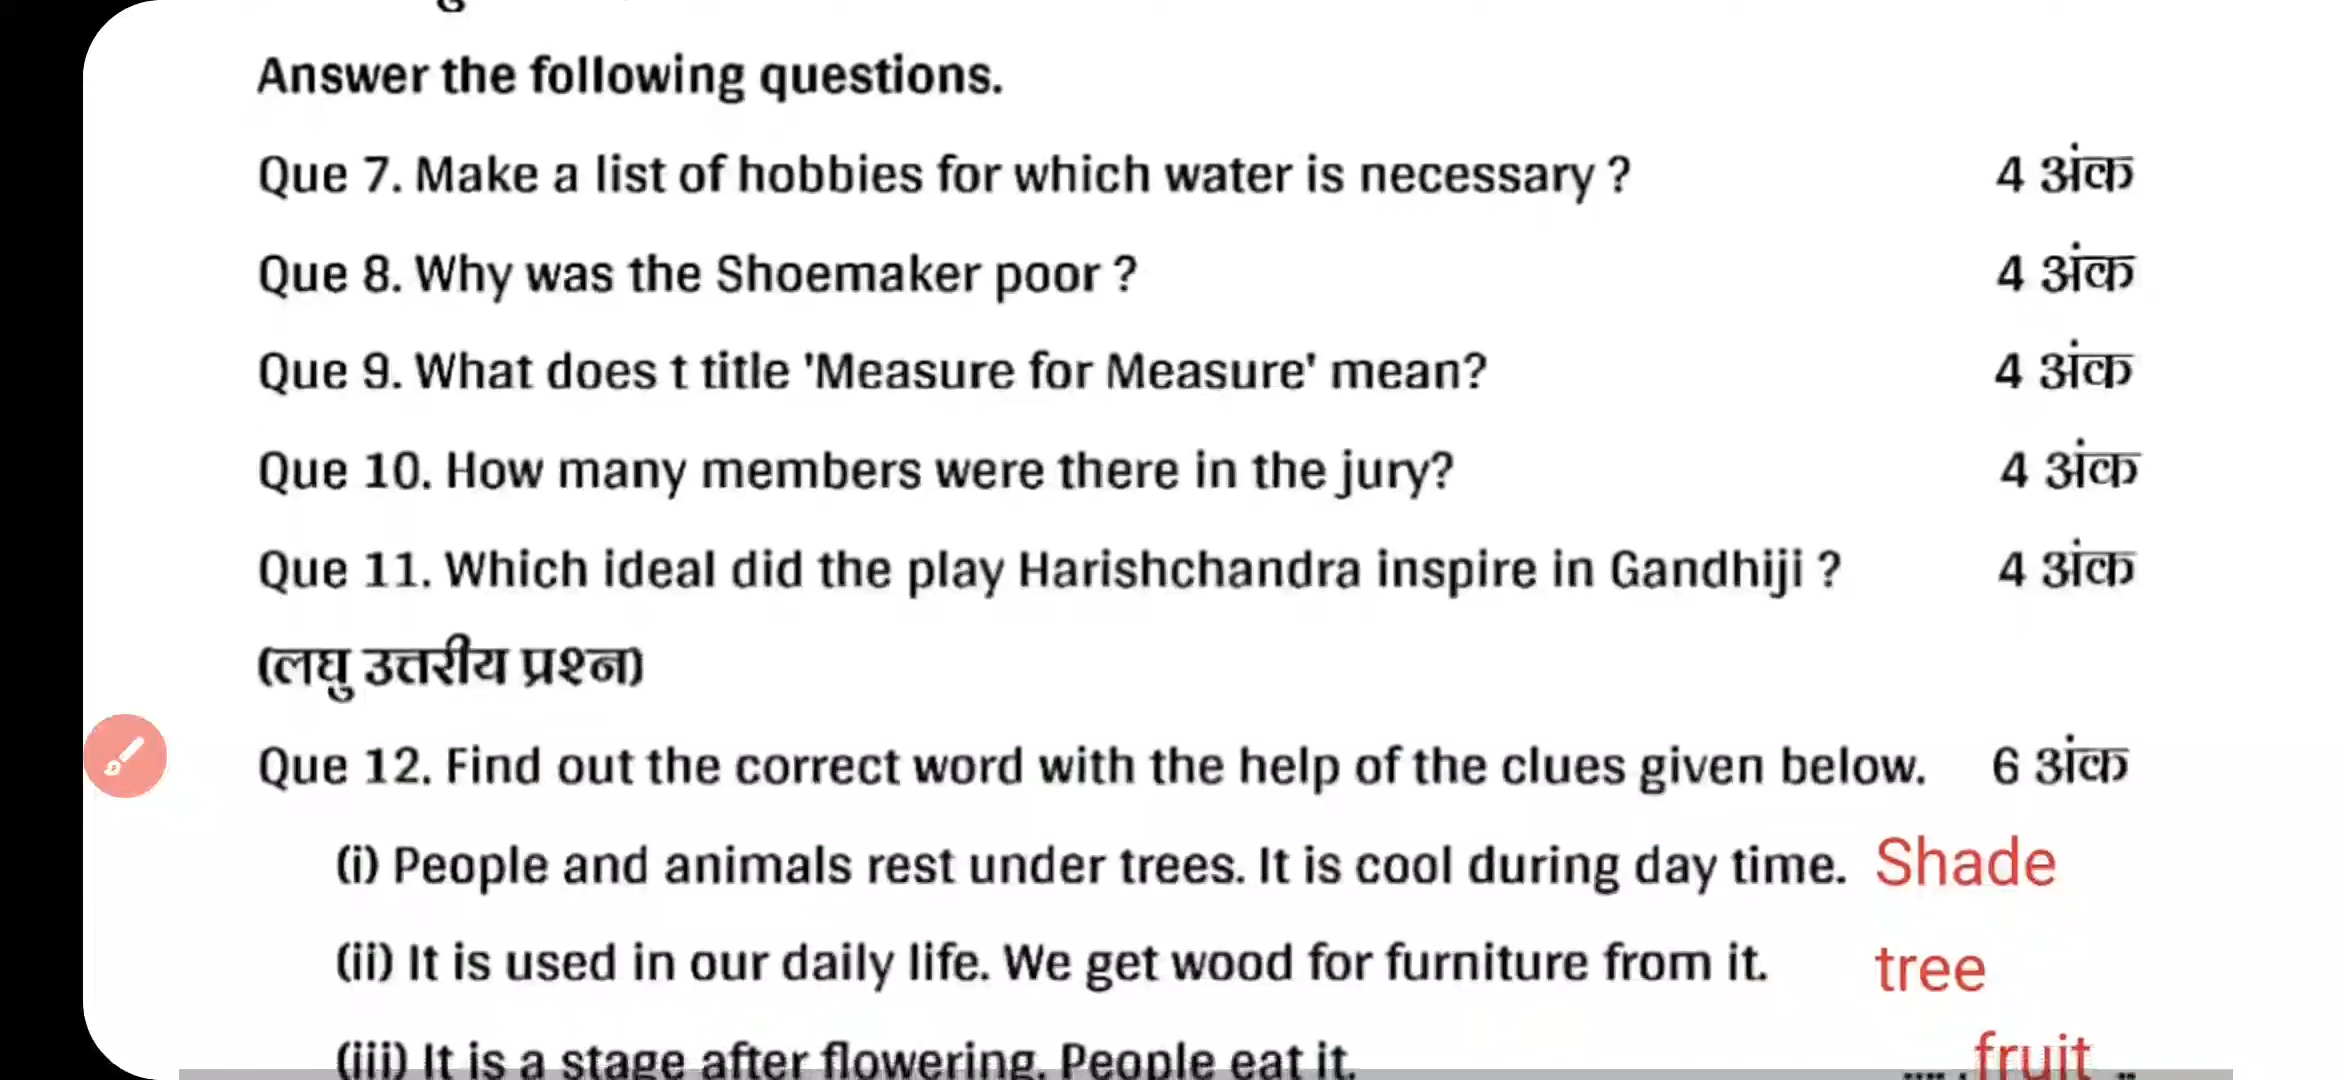 Answer the following questions.
Que 7. Make a list of hobbies for which water is necessary ? 4 अंक
Que 8. Why was the Shoemaker poor ? 4 अंक
Que 9. What does t title 'Measure for Measure' mean? 4 अंक
Que 10. How many members were there in the jury? 4 अंक
Que 11. Which ideal did the play Harishchandra inspire in Gandhiji ? 4 अंक
(लघु उत्तरीय प्रश्न)
Que 12. Find out the correct word with the help of the clues given below. 6 अंक
(i) People and animals rest under trees. It is cool during day time. Shade
(ii) It is used in our daily life. We get wood for furniture from it. tree
(iii) It is a stage after flowering. People eat it. fruit